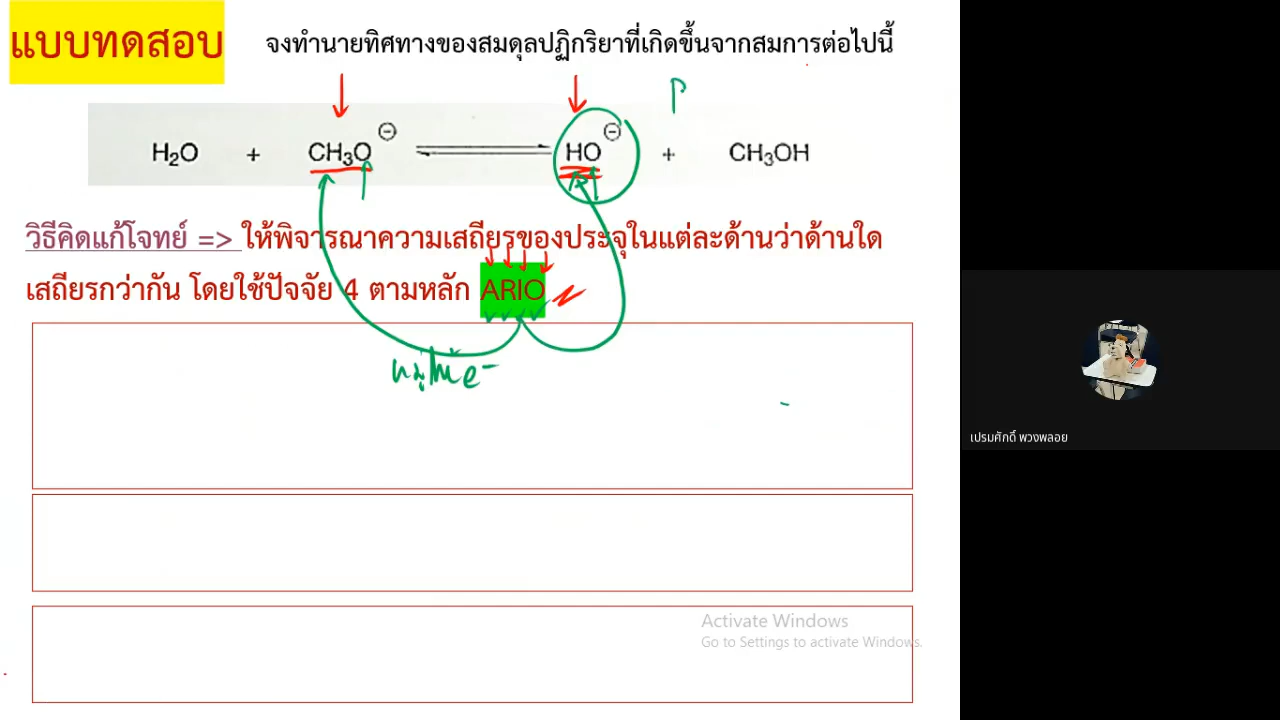 แบบทดสอบ
จงทำนายทิศทางของสมดุลปฏิกริยาที่เกิดขึ้นจากสมการต่อไปนี้
H₂O + CH₃O⊖ ⇌ HO⊖ + CH₃OH
วิธีคิดแก้โจทย์ => ให้พิจารณาความเสถียรของประจุในแต่ละด้านว่าด้านใด
เสถียรกว่ากัน โดยใช้ปัจจัย 4 ตามหลัก ARIO
หมู่ให้ e⁻
เปรมศักดิ์ พวงพลอย
Activate Windows
Go to Settings to activate Windows.